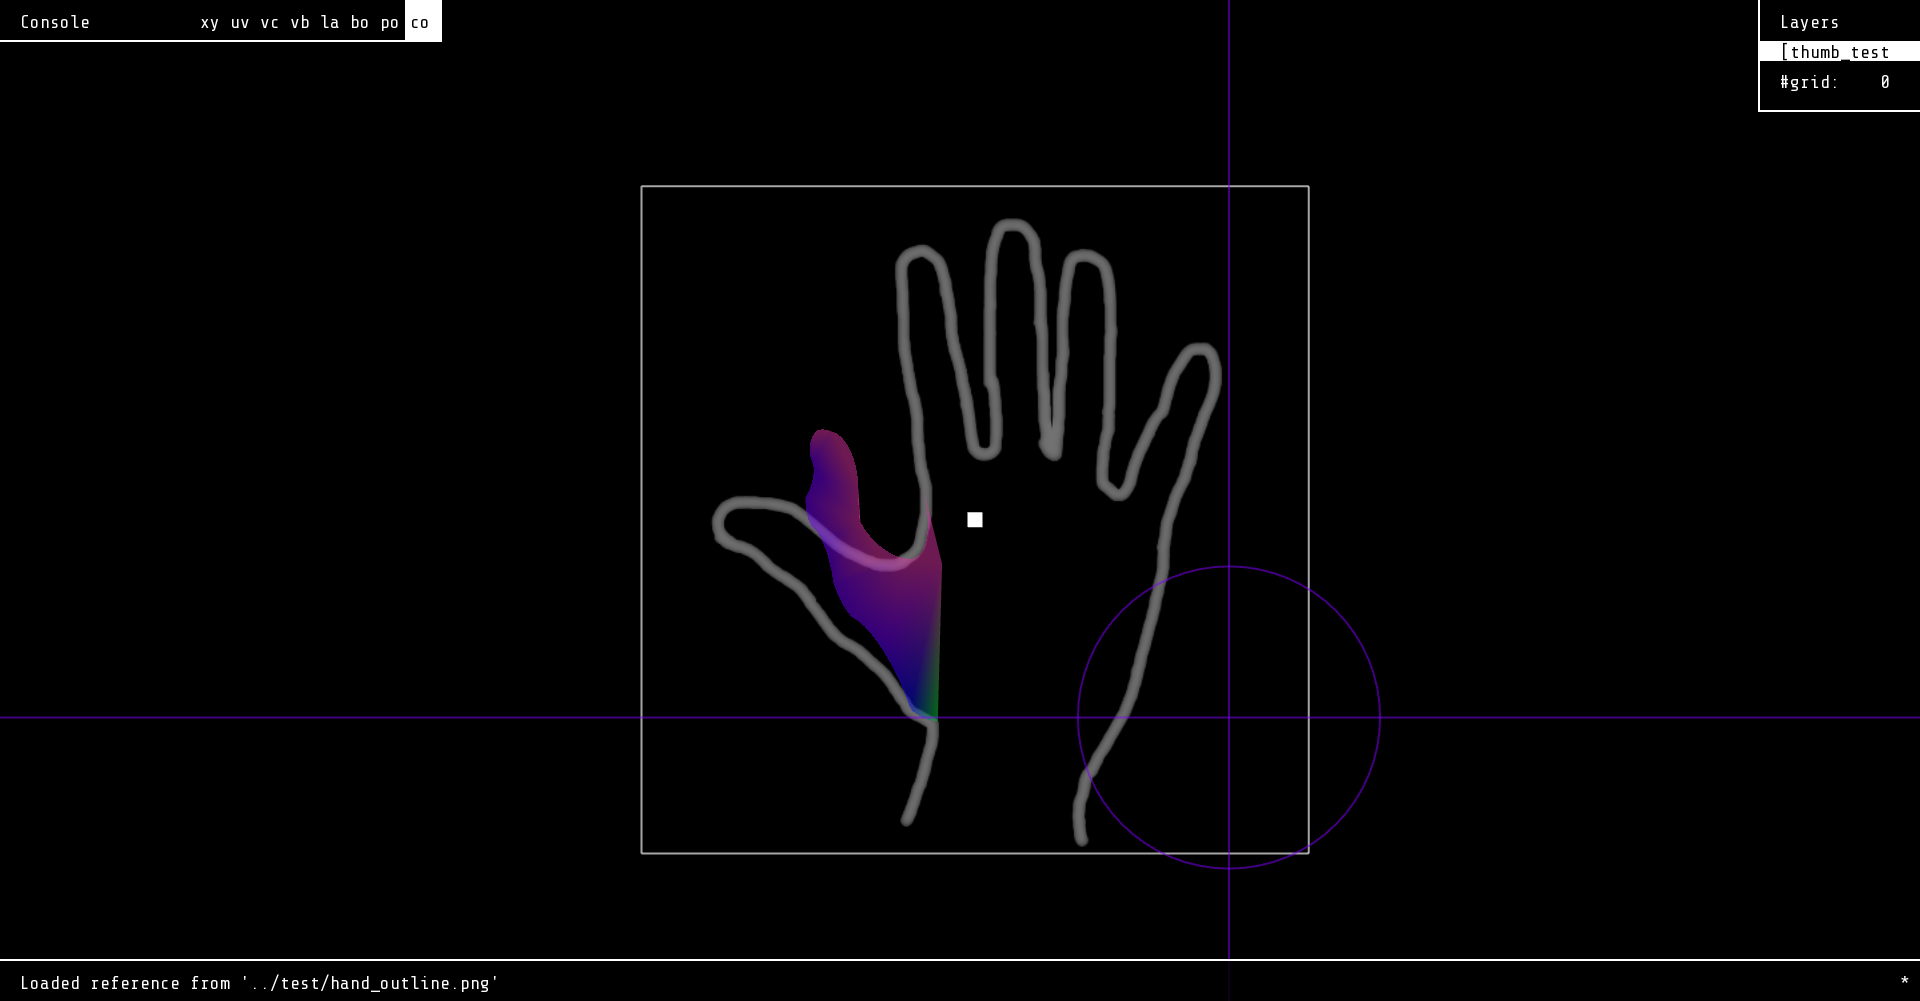 Console xy uv vc vb la bo po co
Layers
[thumb_test
#grid: 0
Loaded reference from '../test/hand_outline.png' *